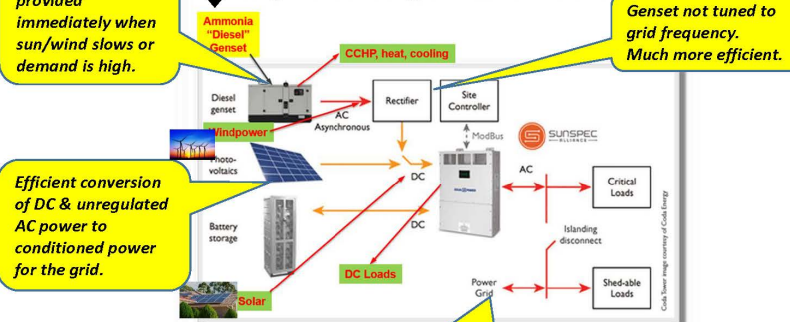 provided
immediately when
sun/wind slows or
demand is high.
Ammonia
"Diesel"
Genset
CCHP, heat, cooling
Genset not tuned to
grid frequency.
Much more efficient.
Diesel
genset
AC
Asynchronous
Rectifier
Site
Controller
ModBus
SUNSPEC
ALLIANCE
Windpower
Photo-
voltaics
DC
AC
Critical
Loads
Efficient conversion
of DC & unregulated
AC power to
conditioned power
for the grid.
Battery
storage
DC
Islanding
disconnect
DC Loads
Solar
Power
Grid
Shed-able
Loads
Coda Tower image courtesy of Coda Energy